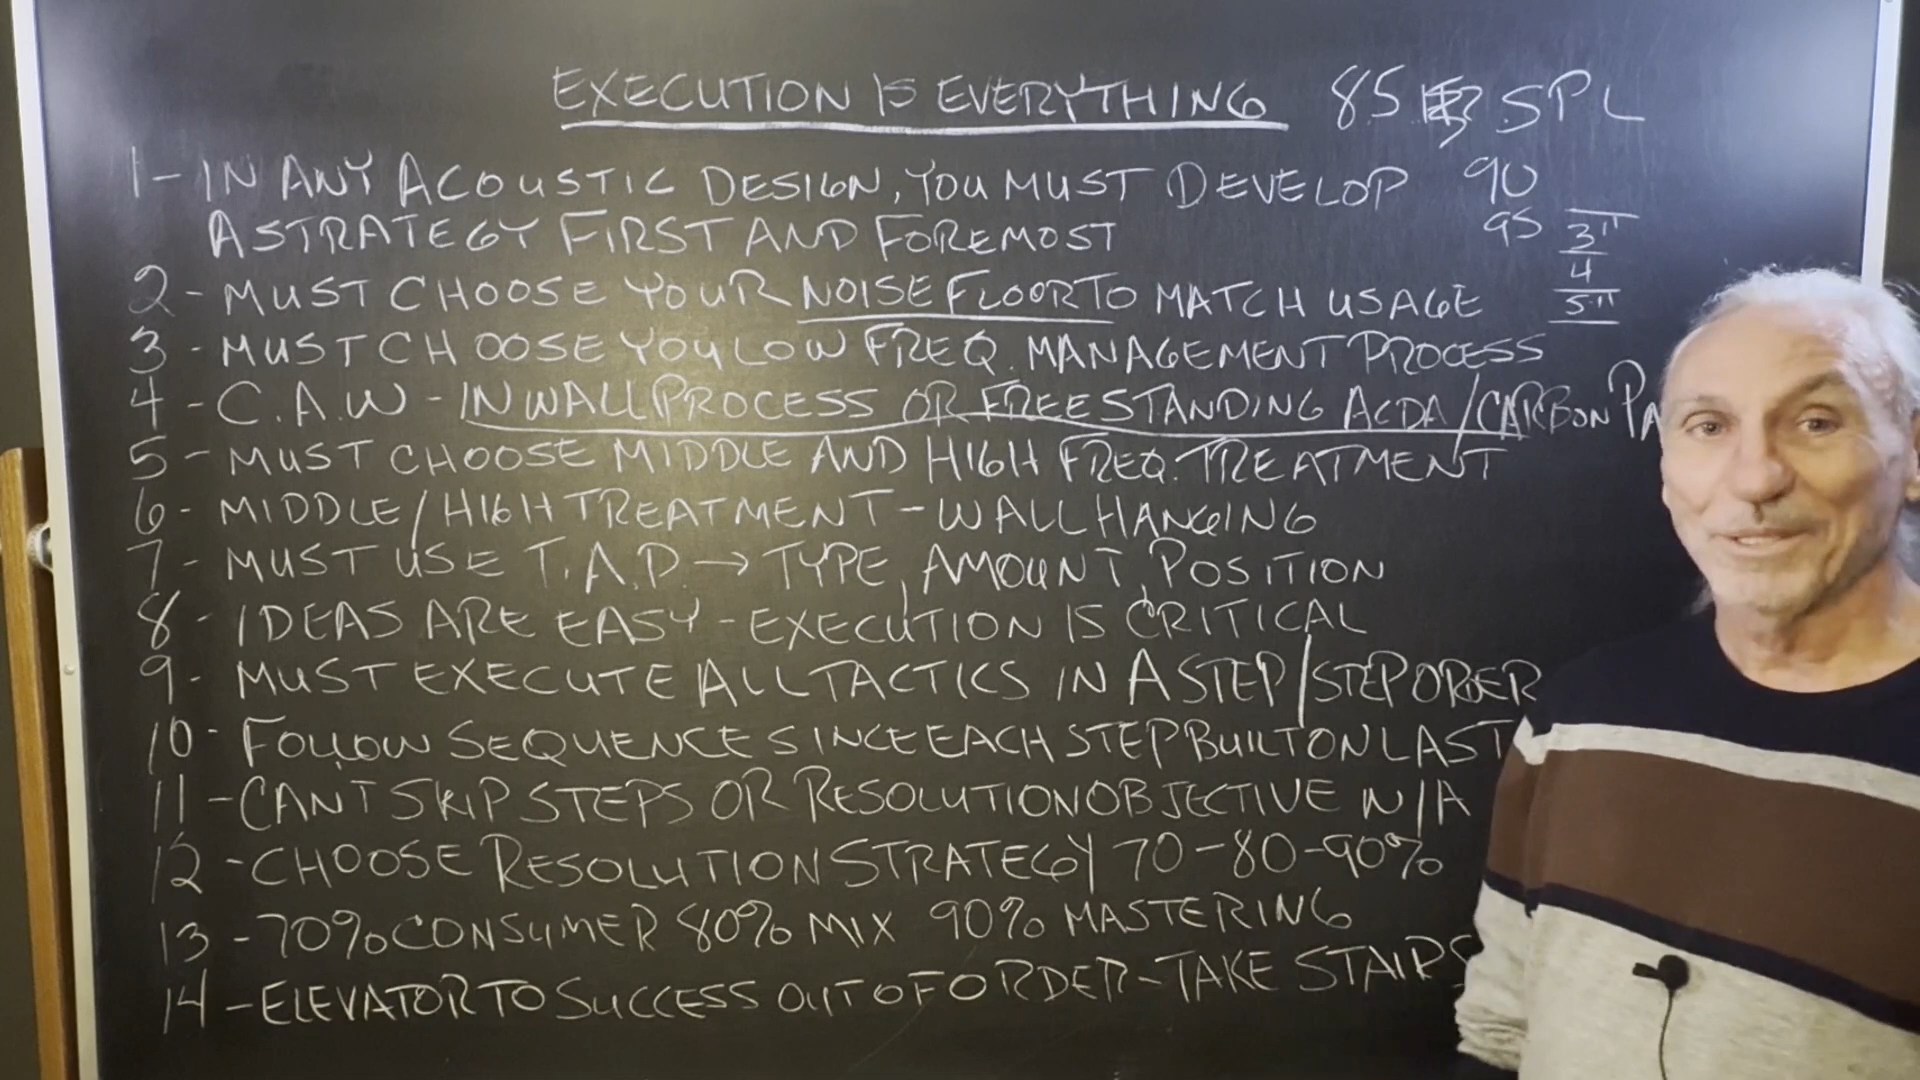 EXECUTION IS EVERYTHING 85 SPL
1- IN ANY ACOUSTIC DESIGN, YOU MUST DEVELOP 90
A STRATEGY FIRST AND FOREMOST 95 3"
4
2- MUST CHOOSE YOUR NOISE FLOOR TO MATCH USAGE 5"
3- MUST CHOOSE YOU LOW FREQ. MANAGEMENT PROCESS
4- C.A.W - IN WALL PROCESS OR FREESTANDING ACDA/CARBON PA
5- MUST CHOOSE MIDDLE AND HIGH FREQ. TREATMENT
6- MIDDLE/HIGH TREATMENT - WALL HANGING
7- MUST USE T.A.P. → TYPE, AMOUNT, POSITION
8- IDEAS ARE EASY - EXECUTION IS CRITICAL
9- MUST EXECUTE ALL TACTICS IN A STEP/STEP ORDER
10- FOLLOW SEQUENCE SINCE EACH STEP BUILT ON LAST
11- CANT SKIP STEPS OR RESOLUTION OBJECTIVE N/A
12- CHOOSE RESOLUTION STRATEGY 70-80-90%
13- 70% CONSUMER 80% MIX 90% MASTERING
14- ELEVATOR TO SUCCESS OUT OF ORDER - TAKE STAIRS